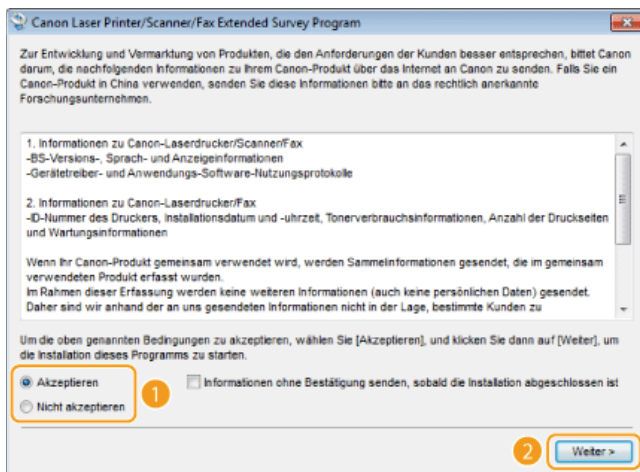 Canon Laser Printer/Scanner/Fax Extended Survey Program
Zur Entwicklung und Vermarktung von Produkten, die den Anforderungen der Kunden besser entsprechen, bittet Canon
darum, die nachfolgenden Informationen zu Ihrem Canon-Produkt über das Internet an Canon zu senden. Falls Sie ein
Canon-Produkt in China verwenden, senden Sie diese Informationen bitte an das rechtlich anerkannte
Forschungsunternehmen.
1. Informationen zu Canon-Laserdrucker/Scanner/Fax
-BS-Versions-, Sprach- und Anzeigeinformationen
-Gerätetreiber- und Anwendungs-Software-Nutzungsprotokolle
2. Informationen zu Canon-Laserdrucker/Fax
-ID-Nummer des Druckers, Installationsdatum und -uhrzeit, Tonerverbrauchsinformationen, Anzahl der Druckseiten
und Wartungsinformationen
Wenn Ihr Canon-Produkt gemeinsam verwendet wird, werden Sammelinformationen gesendet, die im gemeinsam
verwendeten Produkt erfasst wurden.
Im Rahmen dieser Erfassung werden keine weiteren Informationen (auch keine persönlichen Daten) gesendet.
Daher sind wir anhand der an uns gesendeten Informationen nicht in der Lage, bestimmte Kunden zu
Um die oben genannten Bedingungen zu akzeptieren, wählen Sie [Akzeptieren], und klicken Sie dann auf [Weiter], um
die Installation dieses Programms zu starten.
Akzeptieren 1 Informationen ohne Bestätigung senden, sobald die Installation abgeschlossen ist
Nicht akzeptieren
2 Weiter >